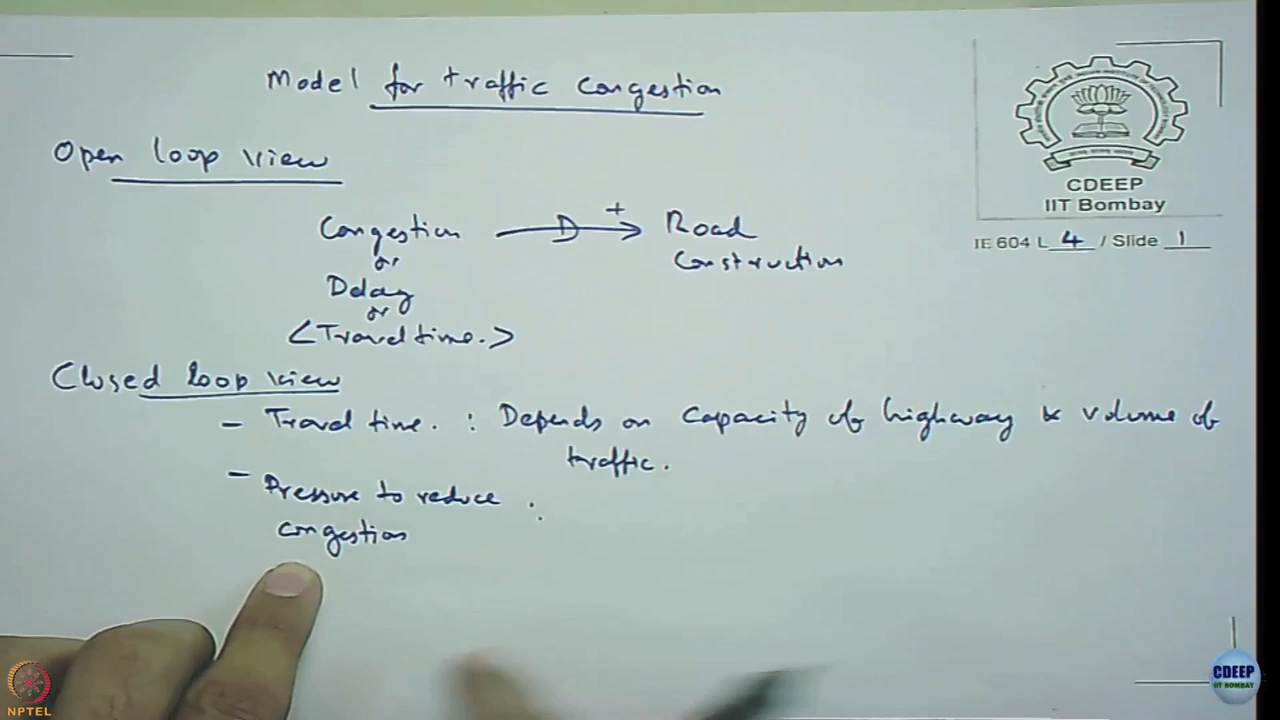 Model for traffic congestion
Open loop view
Congestion —D→ + Road
or construction
Delay
or
<Travel time.>
Closed loop view
- Travel time. : Depends on capacity of highway & volume of
traffic.
- Pressure to reduce :
congestion
CDEEP
IIT Bombay
IE 604 L 4 / Slide 1
NPTEL
CDEEP
IIT BOMBAY